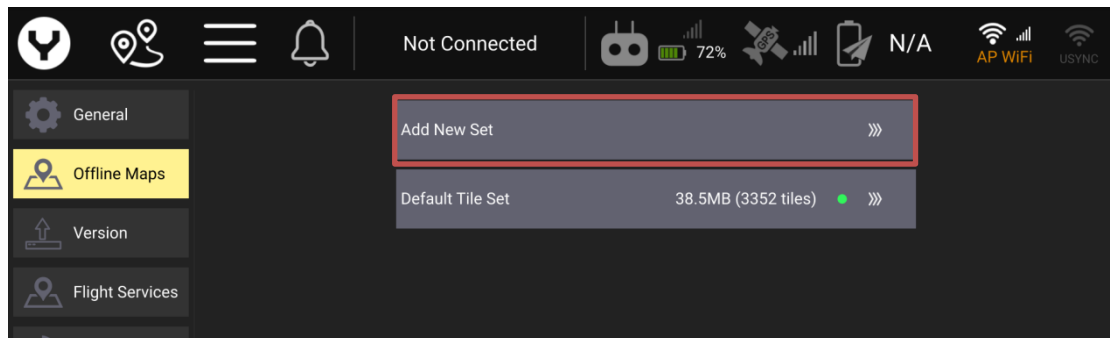 Not Connected
72%
GPS
N/A
AP WiFi
USYNC
General
Offline Maps
Version
Flight Services
Add New Set
Default Tile Set 38.5MB (3352 tiles)